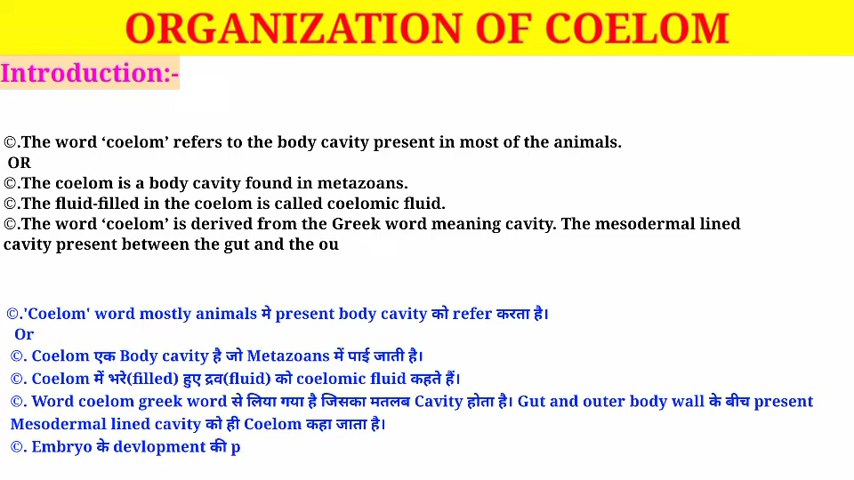 ORGANIZATION OF COELOM
Introduction:-
©.The word ‘coelom’ refers to the body cavity present in most of the animals.
OR
©.The coelom is a body cavity found in metazoans.
©.The fluid-filled in the coelom is called coelomic fluid.
©.The word ‘coelom’ is derived from the Greek word meaning cavity. The mesodermal lined
cavity present between the gut and the ou
©.'Coelom' word mostly animals मे present body cavity को refer करता है।
Or
©. Coelom एक Body cavity है जो Metazoans में पाई जाती है।
©. Coelom में भरे(filled) हुए द्रव(fluid) को coelomic fluid कहते हैं।
©. Word coelom greek word से लिया गया है जिसका मतलब Cavity होता है। Gut and outer body wall के बीच present
Mesodermal lined cavity को ही Coelom कहा जाता है।
©. Embryo के devlopment की p